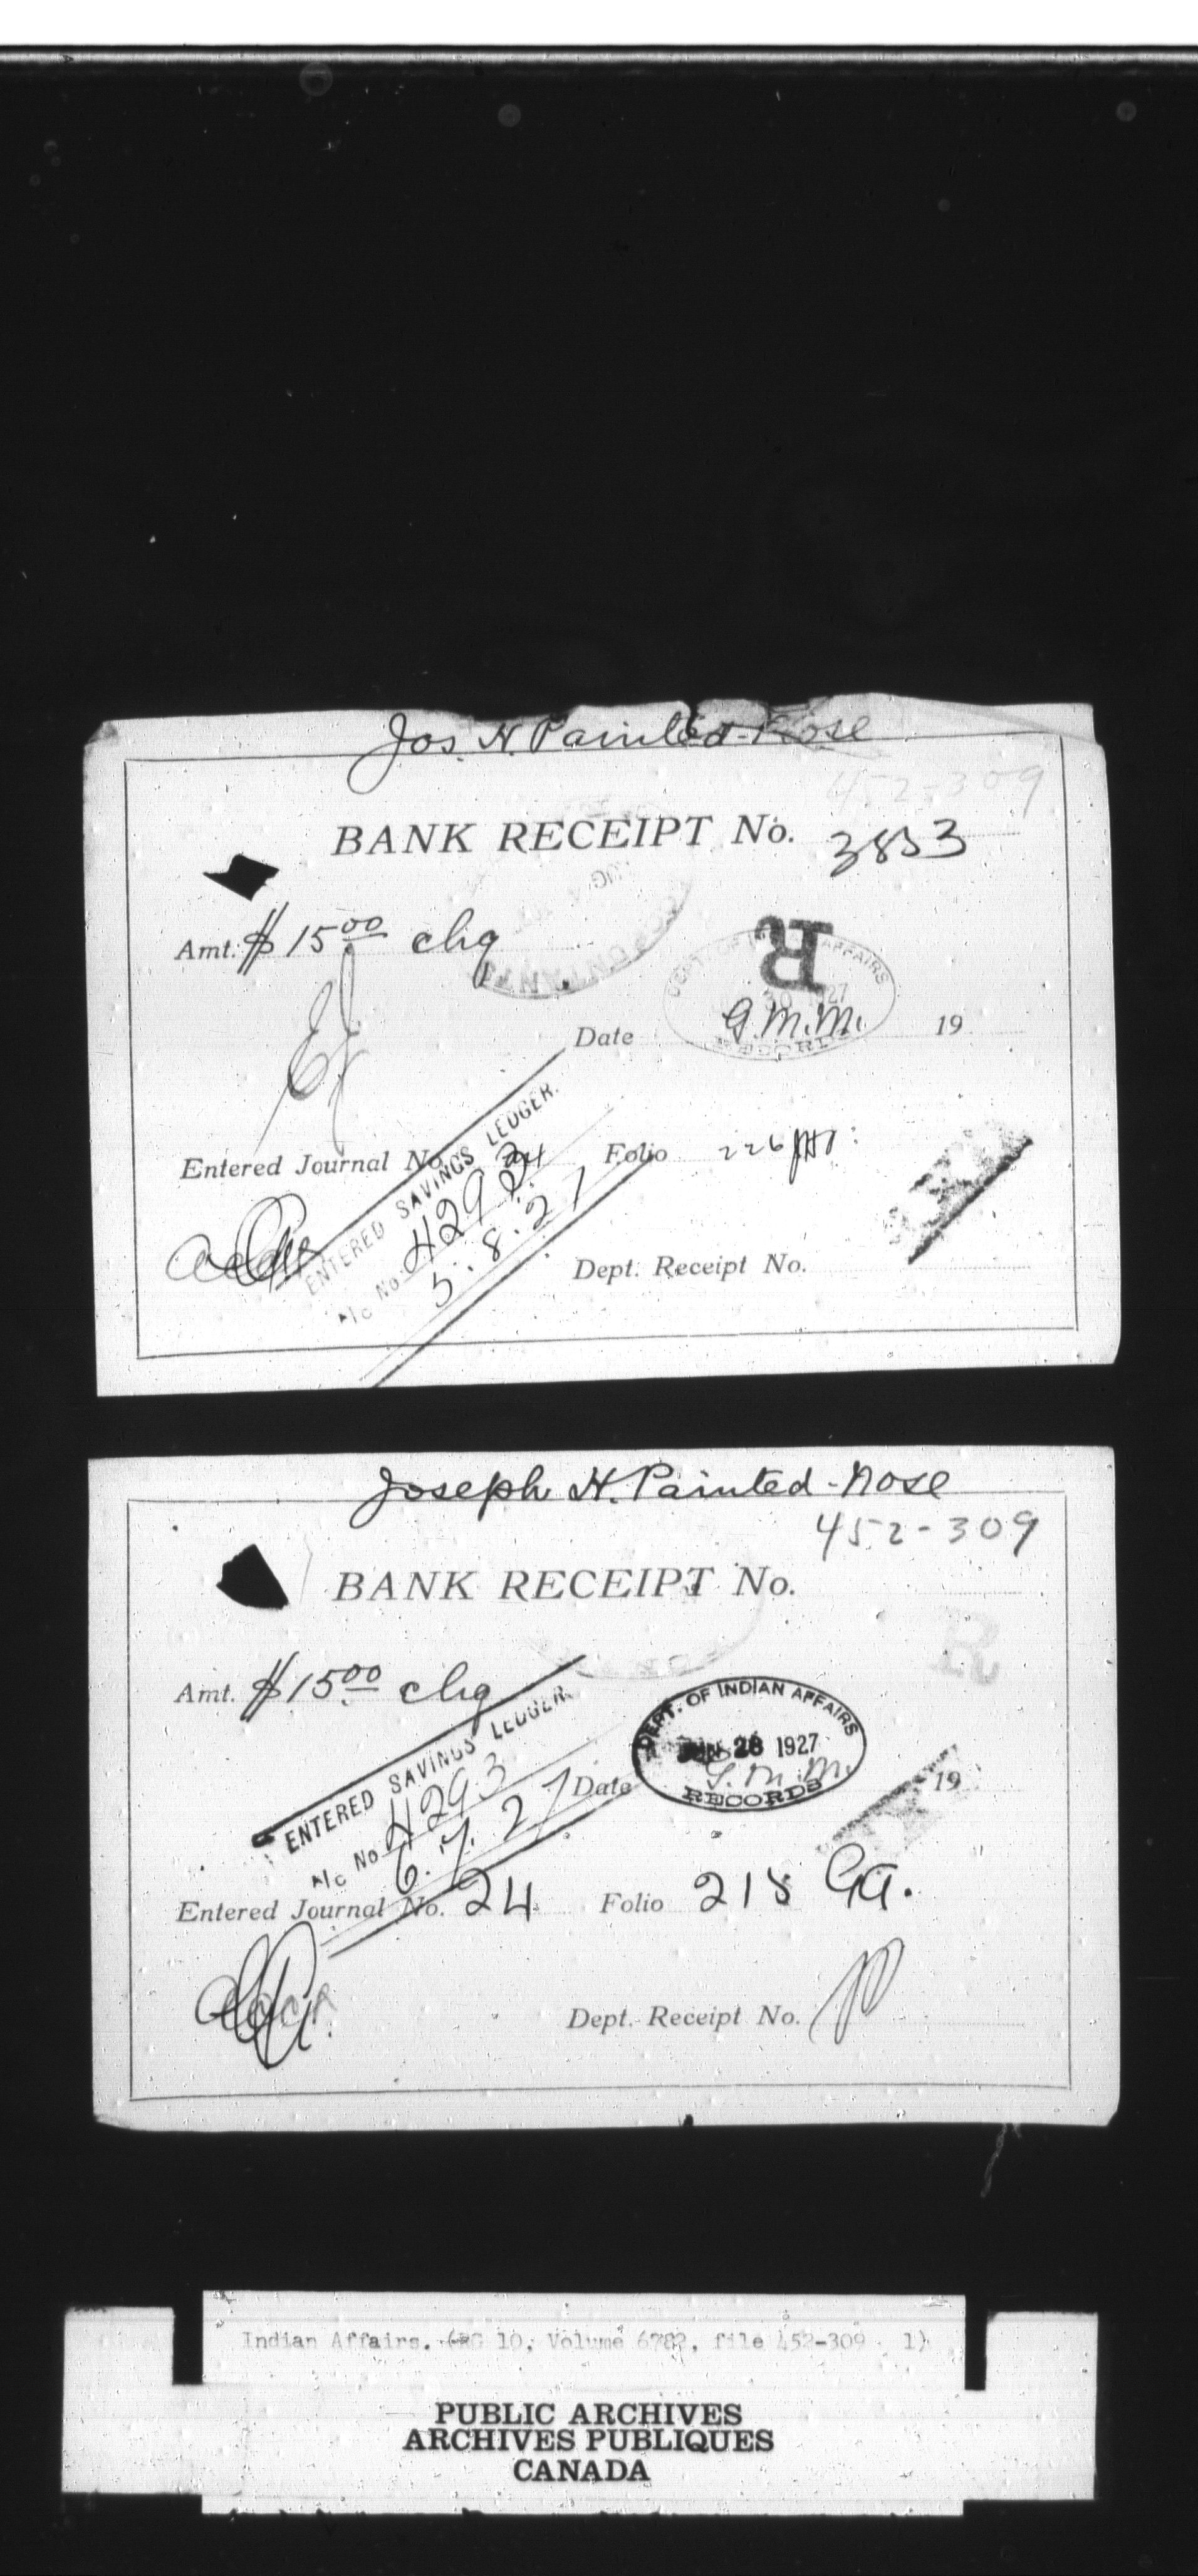 Jos. H. Painted-Nose
452-309
BANK RECEIPT No. 3853
Amt. $15.00 chq
DEPT. OF INDIAN AFFAIRS
30 1927
Date G.M.M. 19
RECORDS
Entered Journal No. 24 Folio 226
ENTERED SAVINGS LEDGER.
A/c No. 4293
5.8.27
Dept. Receipt No.
Joseph H. Painted-Nose
452-309
BANK RECEIPT No.
Amt. $15.00 chq
DEPT. OF INDIAN AFFAIRS
JUN 28 1927
G.M.M.
RECORDS
Date 19
ENTERED SAVINGS LEDGER.
A/c No. 4293
6.7.27
Entered Journal No. 24 Folio 218 GA.
Dept. Receipt No.
Indian Affairs. (RG 10, Volume 6782, file 452-309 1)
PUBLIC ARCHIVES
ARCHIVES PUBLIQUES
CANADA